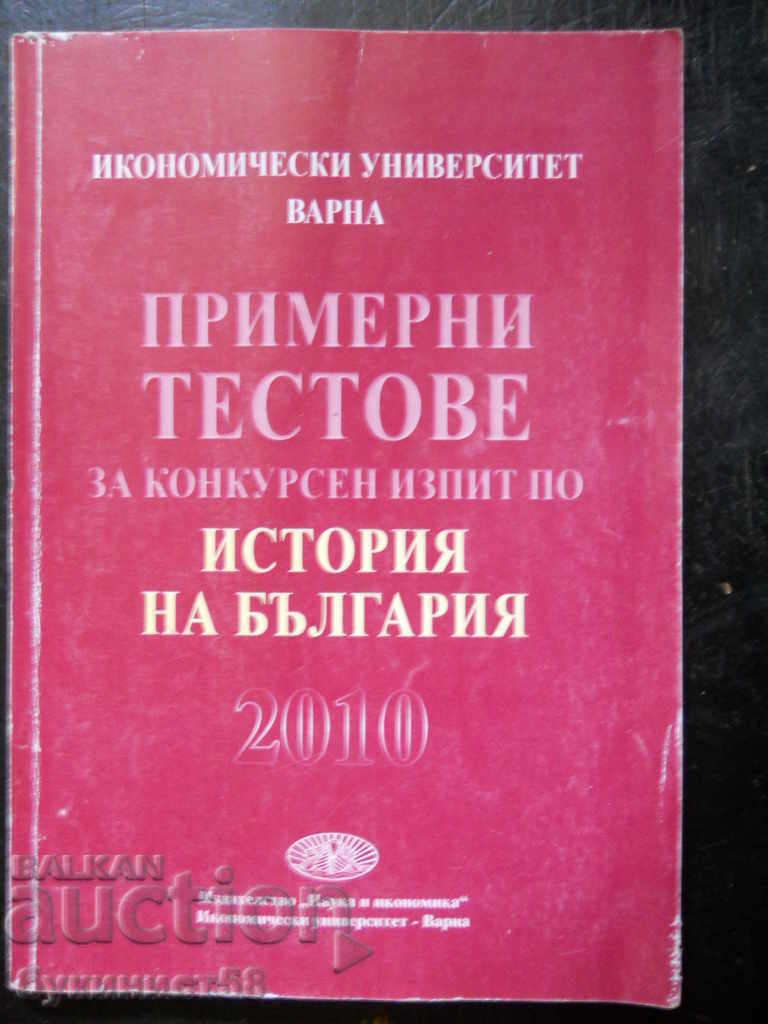 ИКОНОМИЧЕСКИ УНИВЕРСИТЕТ
ВАРНА
ПРИМЕРНИ
ТЕСТОВЕ
ЗА КОНКУРСЕН ИЗПИТ ПО
ИСТОРИЯ
НА БЪЛГАРИЯ
2010
Издателство „Наука и икономика“
Икономически университет - Варна
BALKAN
auction
букинист58